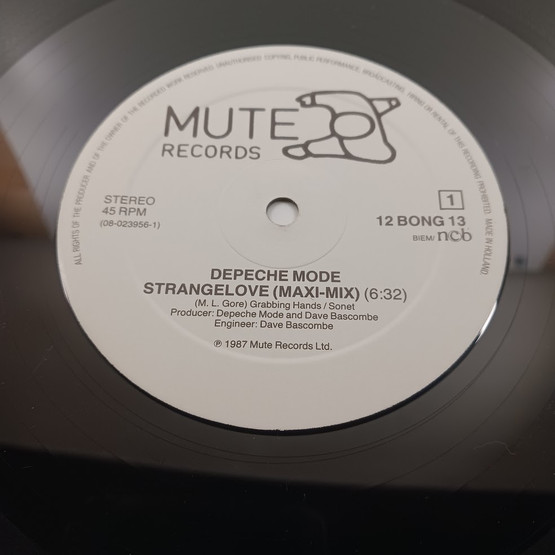 ALL RIGHTS OF THE PRODUCER AND OF THE OWNER OF THE RECORDED WORK RESERVED. UNAUTHORISED COPYING, PUBLIC PERFORMANCE, BROADCASTING, HIRING OR RENTAL OF THIS RECORDING PROHIBITED. MADE IN HOLLAND
MUTE
RECORDS
STEREO
45 RPM
(08-023956-1)
1
12 BONG 13
BIEM/ncb
DEPECHE MODE
STRANGELOVE (MAXI-MIX) (6:32)
(M. L. Gore) Grabbing Hands / Sonet
Producer: Depeche Mode and Dave Bascombe
Engineer: Dave Bascombe
℗ 1987 Mute Records Ltd.